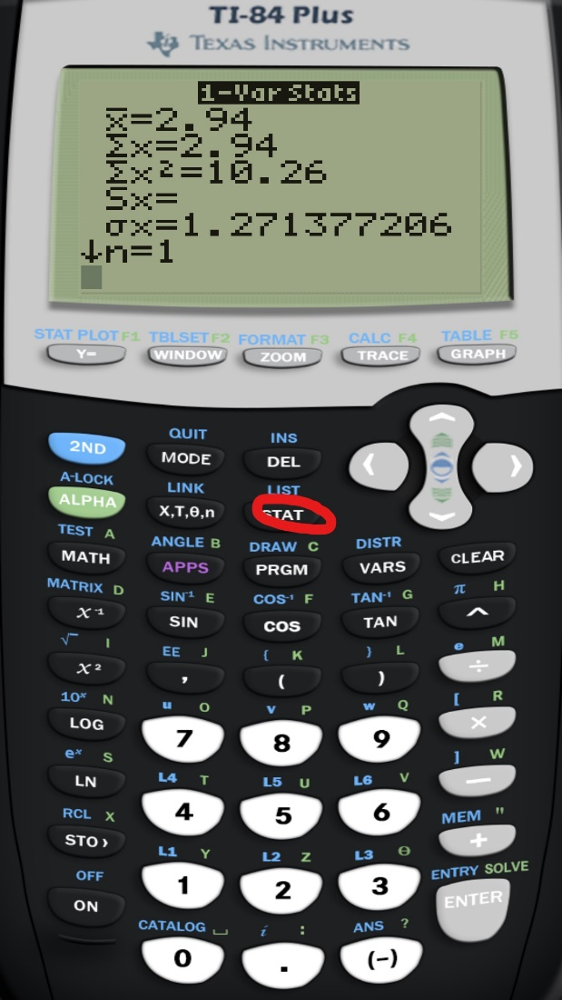 TI-84 Plus
TEXAS INSTRUMENTS
1-Var Stats
x̄=2.94
Σx=2.94
Σx²=10.26
Sx=
σx=1.271377206
↓n=1
STAT PLOT F1 TBLSET F2 FORMAT F3 CALC F4 TABLE F5
Y= WINDOW ZOOM TRACE GRAPH
QUIT INS
2ND MODE DEL
A-LOCK LINK LIST
ALPHA X,T,θ,n STAT
TEST A ANGLE B DRAW C DISTR
MATH APPS PRGM VARS CLEAR
MATRIX D SIN⁻¹ E COS⁻¹ F TAN⁻¹ G π H
X⁻¹ SIN COS TAN ^
√‾ I EE J { K } L e M
X² , ( ) ÷
10ˣ N u O v P w Q [ R
LOG 7 8 9 ×
eˣ S L4 T L5 U L6 V ] W
LN 4 5 6 —
RCL X L1 Y L2 Z L3 θ MEM "
STO › 1 2 3 +
OFF CATALOG ⎵ i : ANS ? ENTRY SOLVE
ON 0 . (-) ENTER